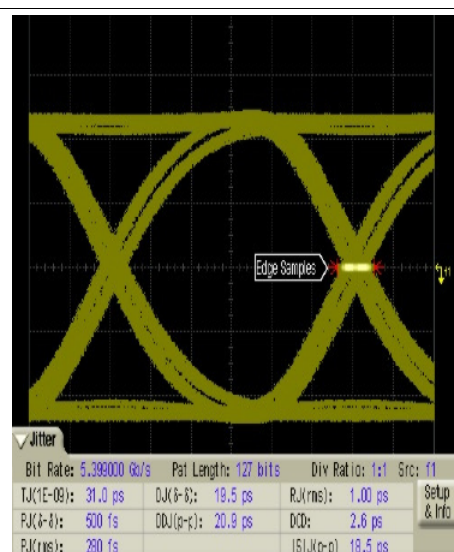 Edge Samples
f1
Jitter
Bit Rate: 5.399000 Gb/s Pat Length: 127 bits Div Ratio: 1:1 Src: f1
TJ(1E-09): 31.0 ps DJ(δ-δ): 19.5 ps RJ(rms): 1.00 ps Setup
PJ(δ-δ): 500 fs DDJ(p-p): 20.9 ps DCD: 2.6 ps & Info
PJ(rms): 280 fs ISIJ(p-p) 18.5 ps